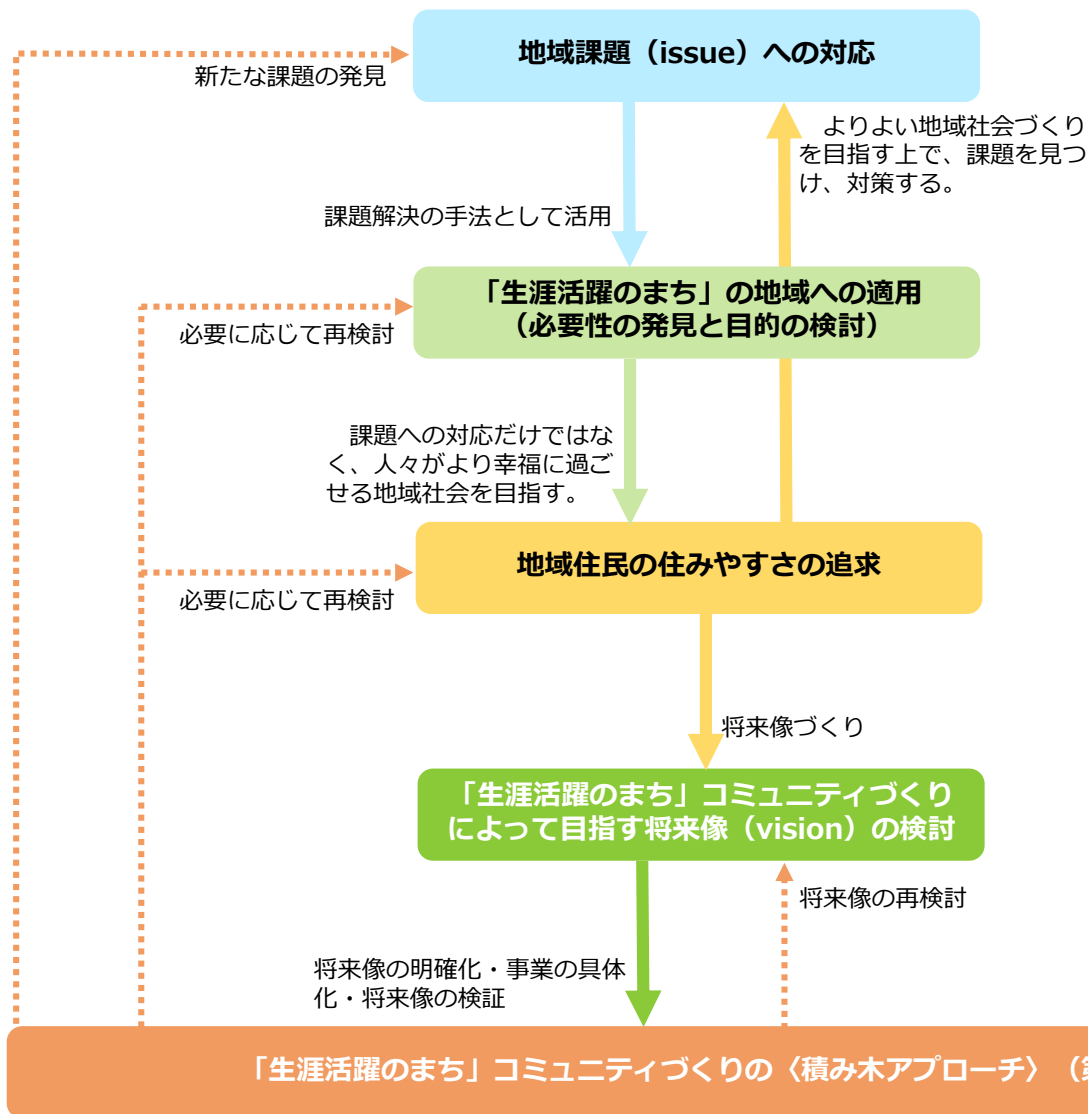 地域課題（issue）への対応
新たな課題の発見
よりよい地域社会づくり
を目指す上で、課題を見つ
け、対策する。
課題解決の手法として活用
「生涯活躍のまち」の地域への適用
（必要性の発見と目的の検討）
必要に応じて再検討
課題への対応だけではな
く、人々がより幸福に過ご
せる地域社会を目指す。
地域住民の住みやすさの追求
必要に応じて再検討
将来像づくり
「生涯活躍のまち」コミュニティづくり
によって目指す将来像（vision）の検討
将来像の再検討
将来像の明確化・事業の具体
化・将来像の検証
「生涯活躍のまち」コミュニティづくりの〈積み木アプローチ〉（